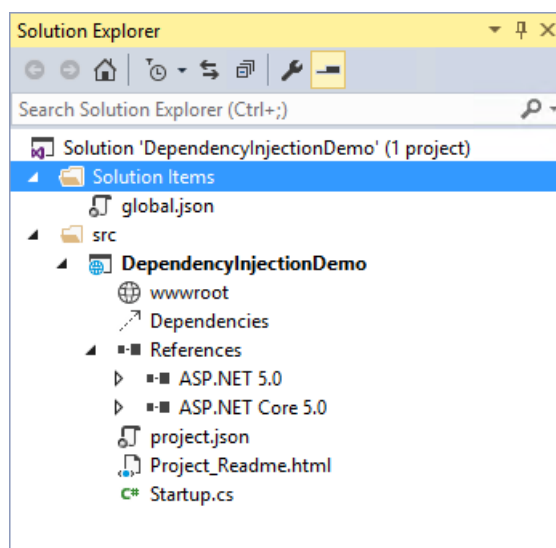 Solution Explorer
Search Solution Explorer (Ctrl+;)
Solution 'DependencyInjectionDemo' (1 project)
Solution Items
global.json
src
DependencyInjectionDemo
wwwroot
Dependencies
References
ASP.NET 5.0
ASP.NET Core 5.0
project.json
Project_Readme.html
C# Startup.cs